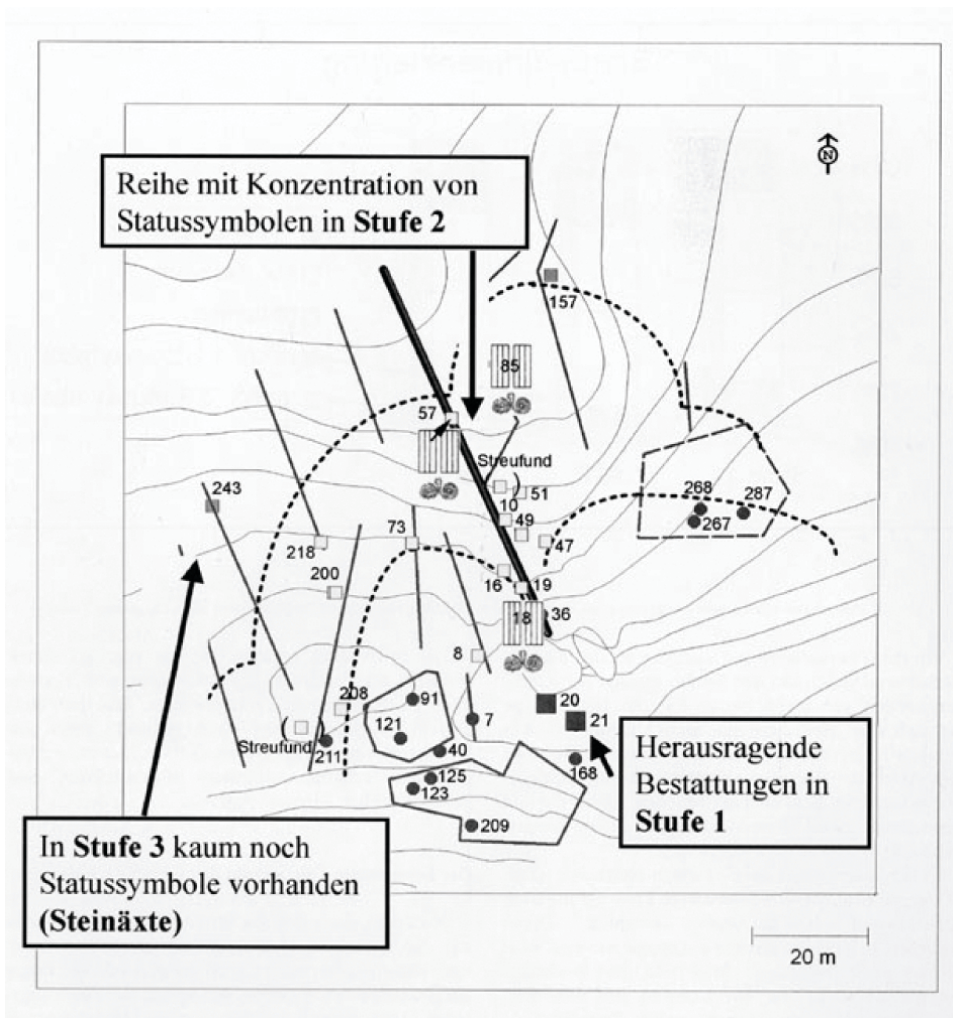 N
Reihe mit Konzentration von
Statussymbolen in Stufe 2
157
85
57
Streufund
( )
51
10
243
49
268
287
267
73
47
218
16
19
200
18
36
8
208
91
20
( )
121
7
21
Streufund
211
40
Herausragende
Bestattungen in
Stufe 1
168
125
123
209
In Stufe 3 kaum noch
Statussymbole vorhanden
(Steinäxte)
20 m